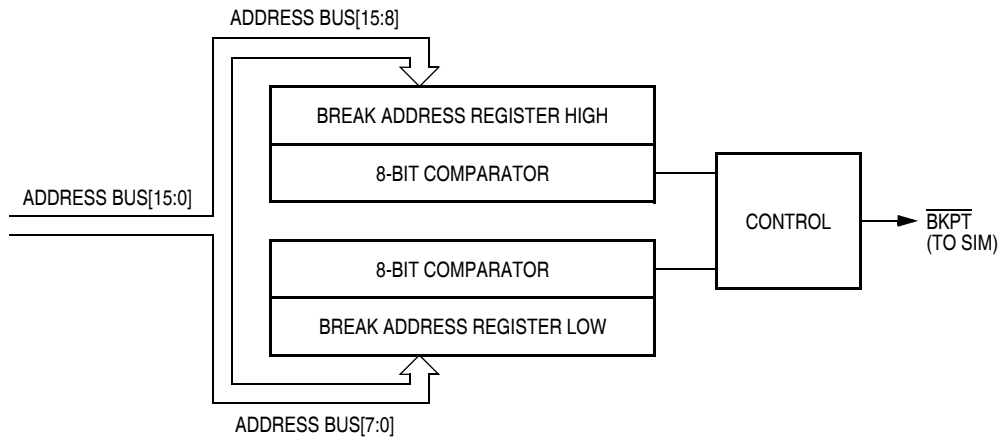 ADDRESS BUS[15:8]
BREAK ADDRESS REGISTER HIGH
8-BIT COMPARATOR
ADDRESS BUS[15:0]
CONTROL
BKPT
(TO SIM)
8-BIT COMPARATOR
BREAK ADDRESS REGISTER LOW
ADDRESS BUS[7:0]